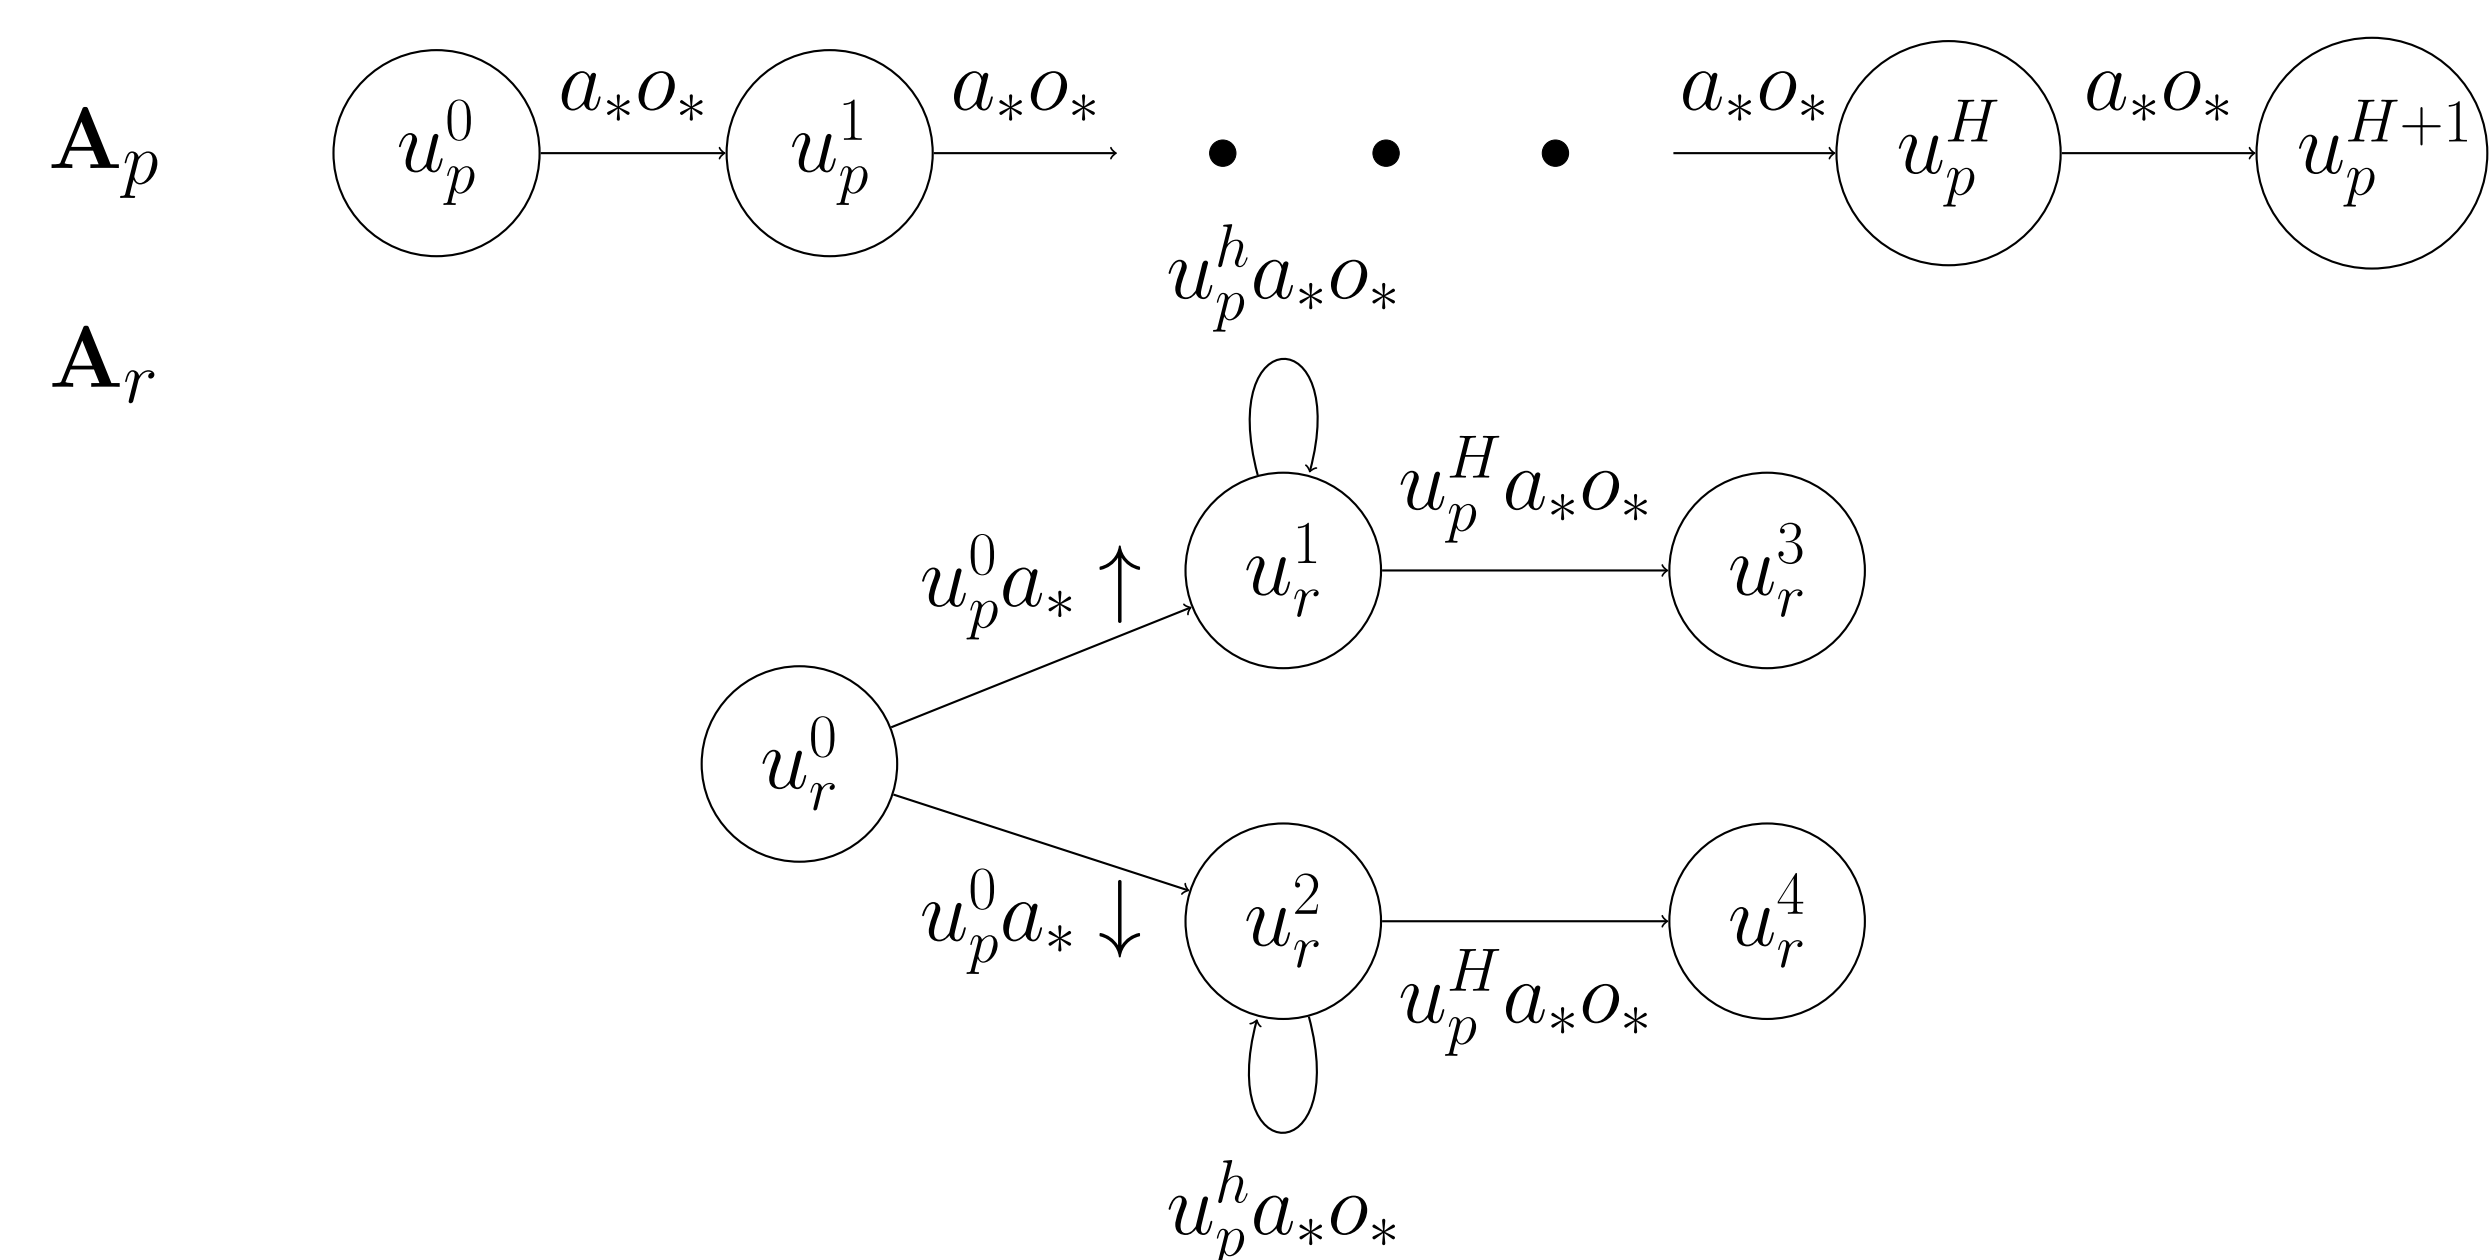 𝐀_p u_p^0 a_*o_* u_p^1 a_*o_* • • • a_*o_* u_p^H a_*o_* u_p^{H+1}
u_p^h a_*o_*
𝐀_r
u_p^H a_*o_*
u_p^0 a_* ↑ u_r^1 u_r^3
u_r^0
u_p^0 a_* ↓ u_r^2 u_r^4
u_p^H a_*o_*
u_p^h a_*o_*